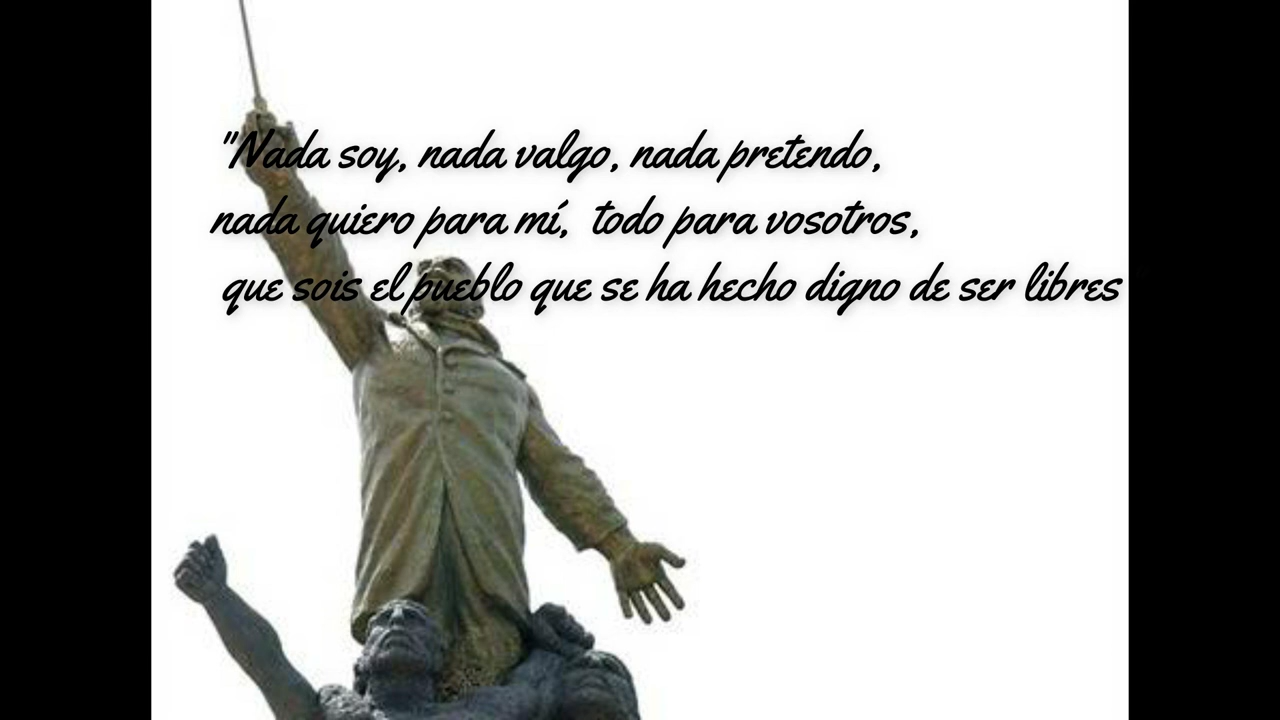 "Nada soy, nada valgo, nada pretendo,
nada quiero para mí, todo para vosotros,
que sois el pueblo que se ha hecho digno de ser libres